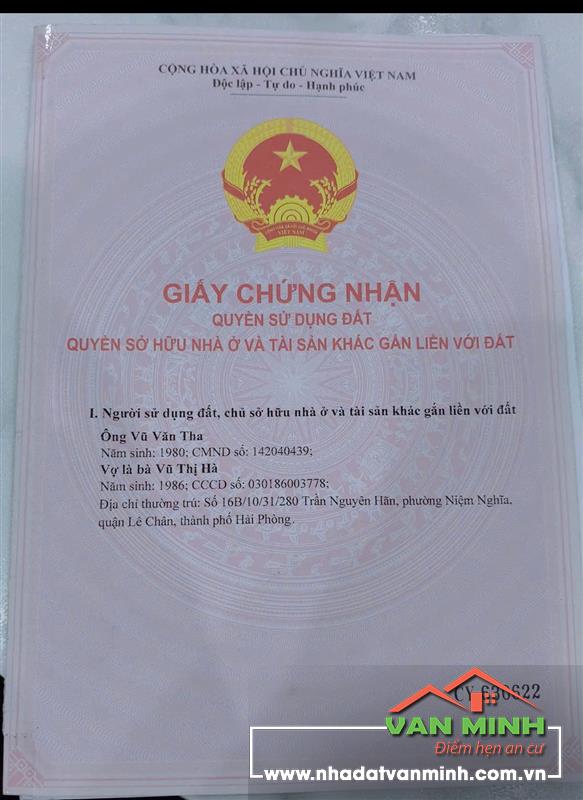 CỘNG HÒA XÃ HỘI CHỦ NGHĨA VIỆT NAM
Độc lập - Tự do - Hạnh phúc
VIỆT NAM
GIẤY CHỨNG NHẬN
QUYỀN SỬ DỤNG ĐẤT
QUYỀN SỞ HỮU NHÀ Ở VÀ TÀI SẢN KHÁC GẮN LIỀN VỚI ĐẤT
I. Người sử dụng đất, chủ sở hữu nhà ở và tài sản khác gắn liền với đất
Ông Vũ Văn Tha
Năm sinh: 1980; CMND số: 142040439;
Vợ là bà Vũ Thị Hà
Năm sinh: 1986; CCCD số: 030186003778;
Địa chỉ thường trú: Số 16B/10/31/280 Trần Nguyên Hãn, phường Niệm Nghĩa,
quận Lê Chân, thành phố Hải Phòng.
CY 636622
VAN MINH
Điểm hẹn an cư
www.nhadatvanminh.com.vn